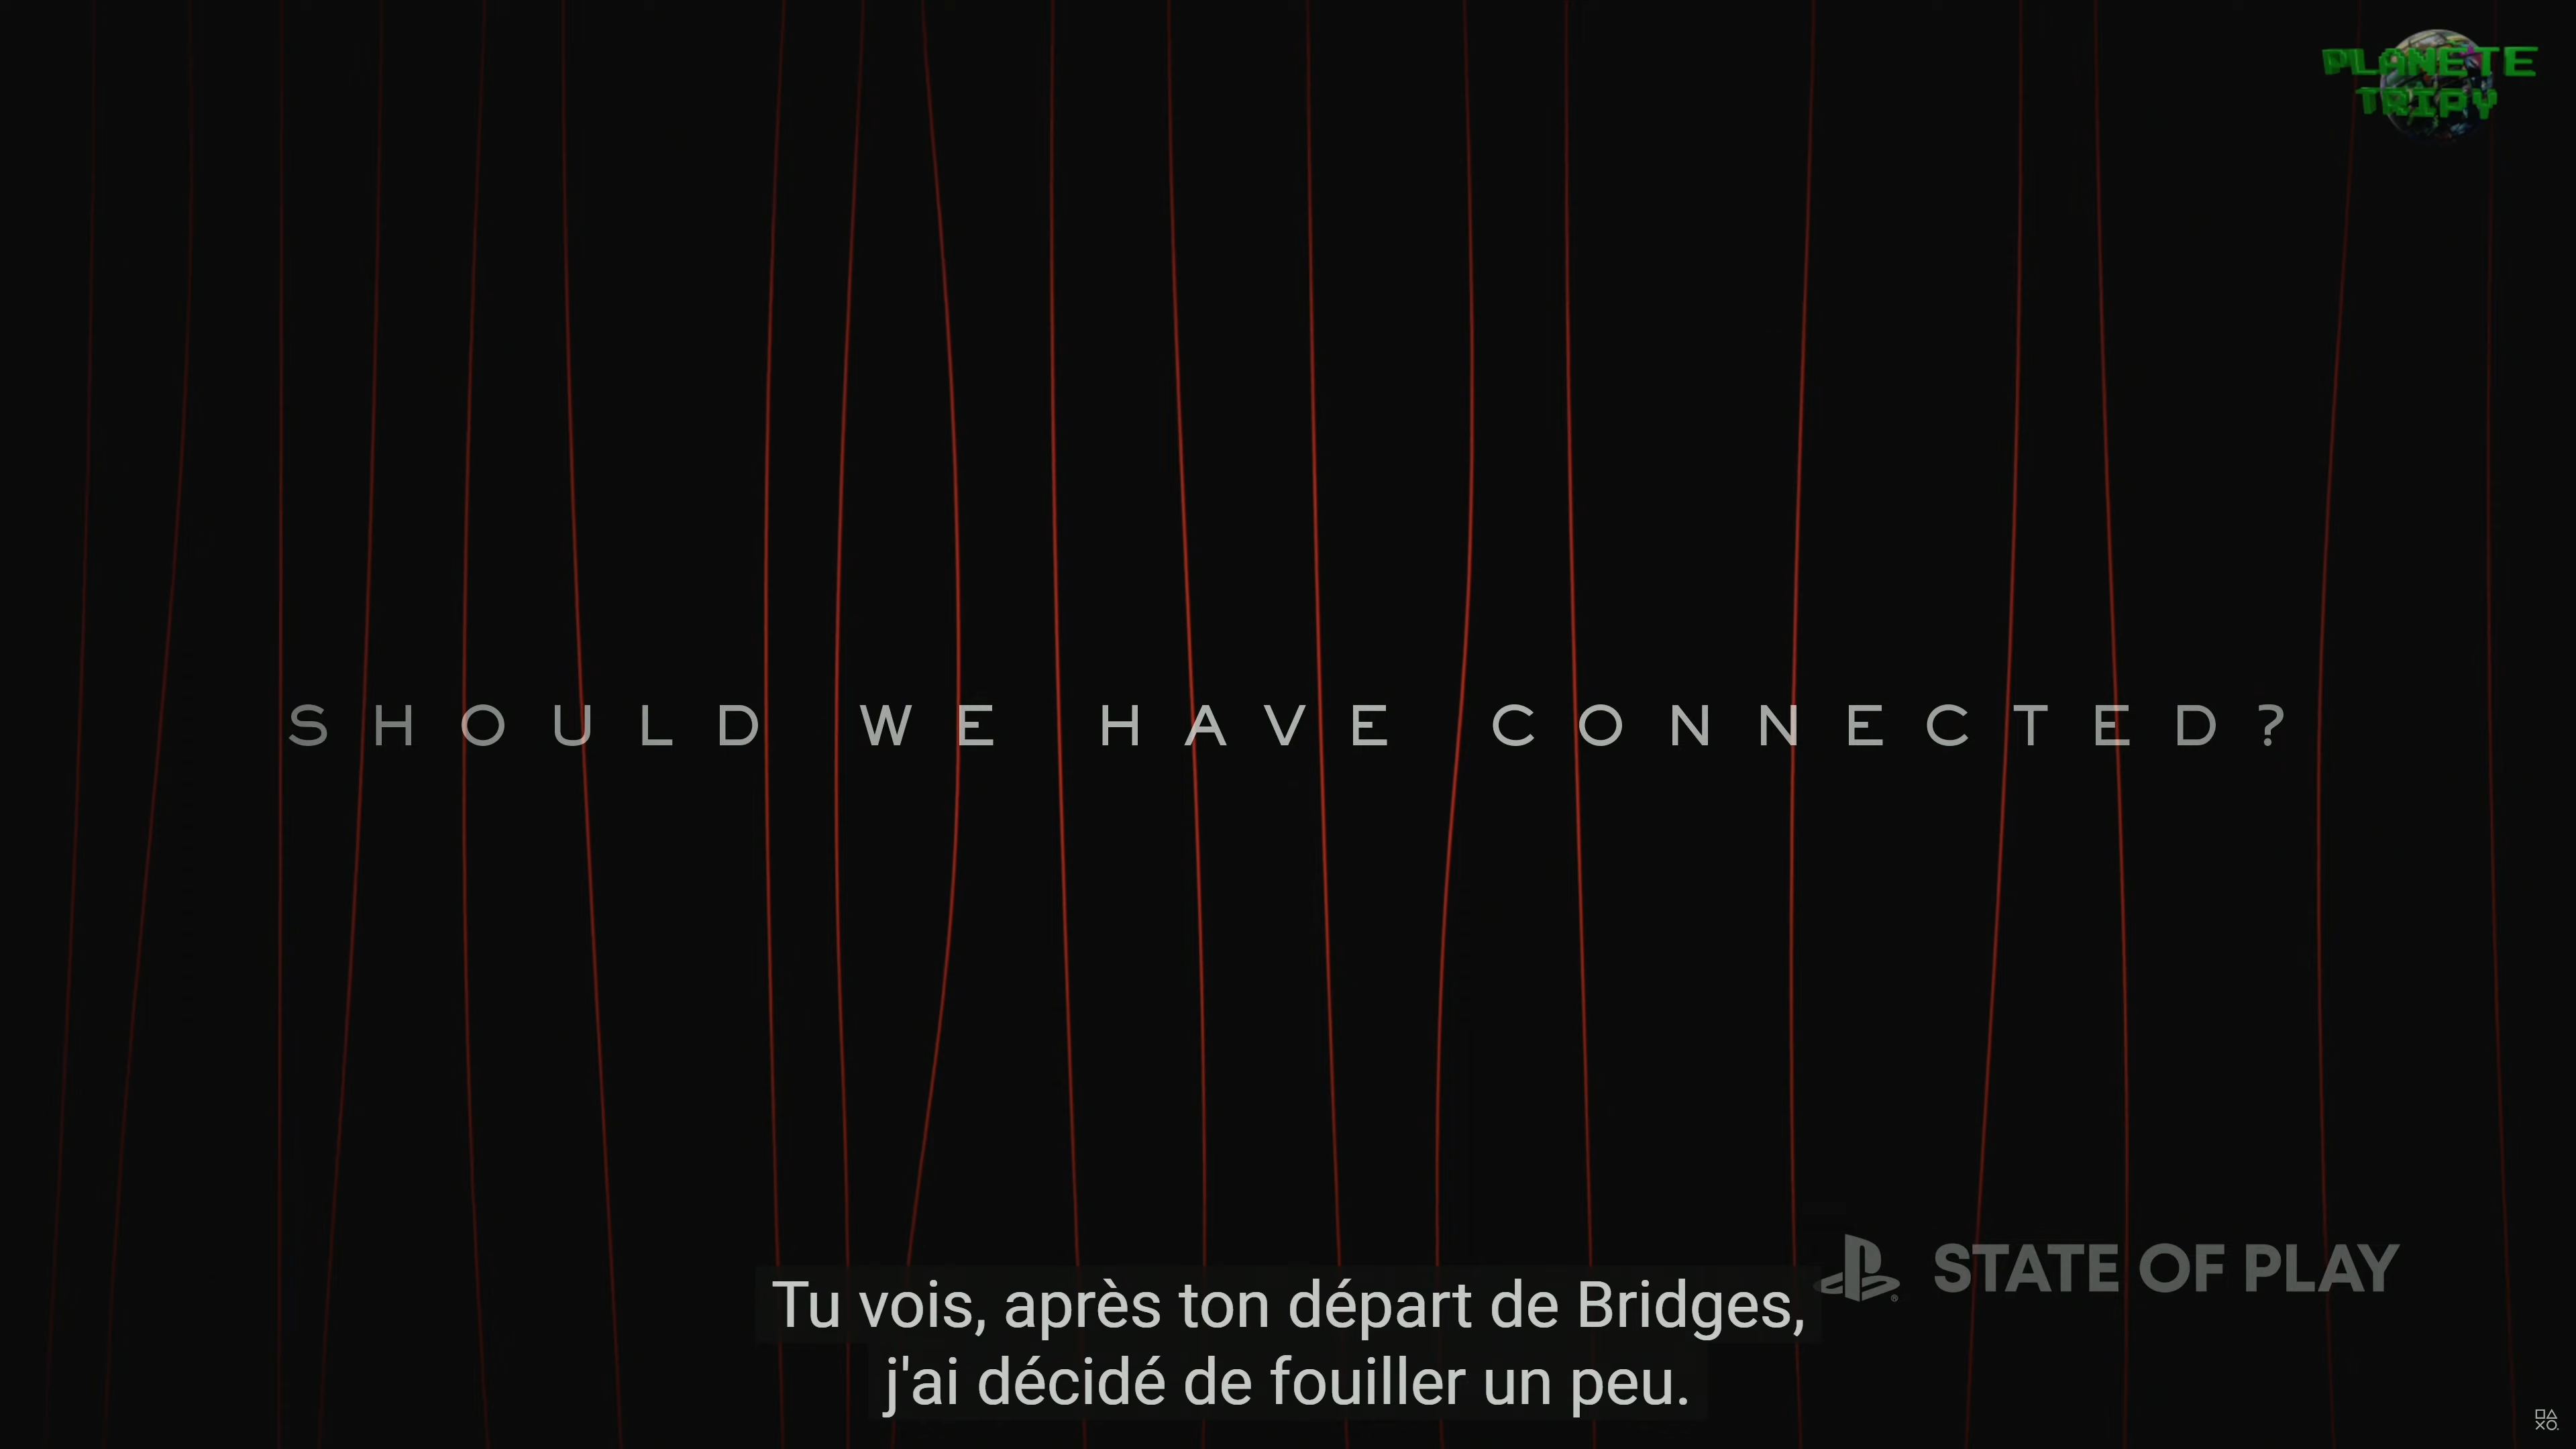 PLANETE
TRIPY
SHOULD WE HAVE CONNECTED?
STATE OF PLAY
Tu vois, après ton départ de Bridges,
j'ai décidé de fouiller un peu.